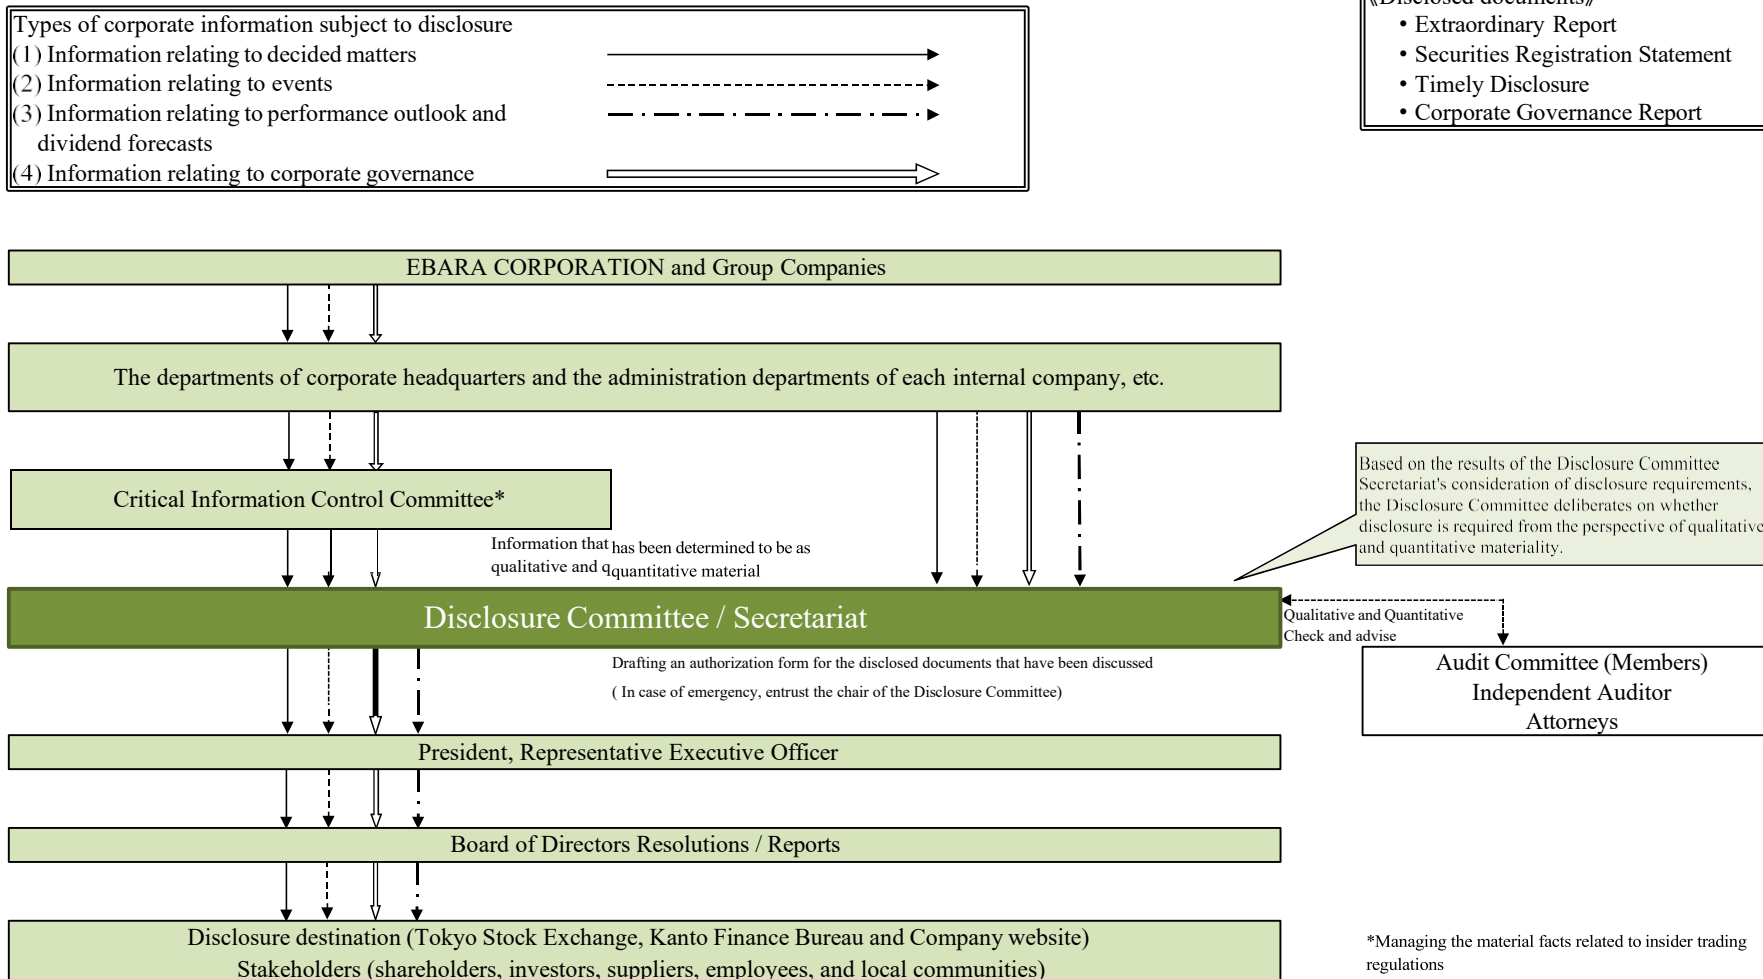 Types of corporate information subject to disclosure
(1) Information relating to decided matters
(2) Information relating to events
(3) Information relating to performance outlook and
dividend forecasts
(4) Information relating to corporate governance
《Disclosed documents》
• Extraordinary Report
• Securities Registration Statement
• Timely Disclosure
• Corporate Governance Report
EBARA CORPORATION and Group Companies
The departments of corporate headquarters and the administration departments of each internal company, etc.
Critical Information Control Committee*
Based on the results of the Disclosure Committee
Secretariat's consideration of disclosure requirements,
the Disclosure Committee deliberates on whether
disclosure is required from the perspective of qualitative
and quantitative materiality.
Information that has been determined to be as
qualitative and qquantitative material
Disclosure Committee / Secretariat
Qualitative and Quantitative
Check and advise
Drafting an authorization form for the disclosed documents that have been discussed
( In case of emergency, entrust the chair of the Disclosure Committee)
Audit Committee (Members)
Independent Auditor
Attorneys
President, Representative Executive Officer
Board of Directors Resolutions / Reports
Disclosure destination (Tokyo Stock Exchange, Kanto Finance Bureau and Company website)
Stakeholders (shareholders, investors, suppliers, employees, and local communities)
*Managing the material facts related to insider trading
regulations